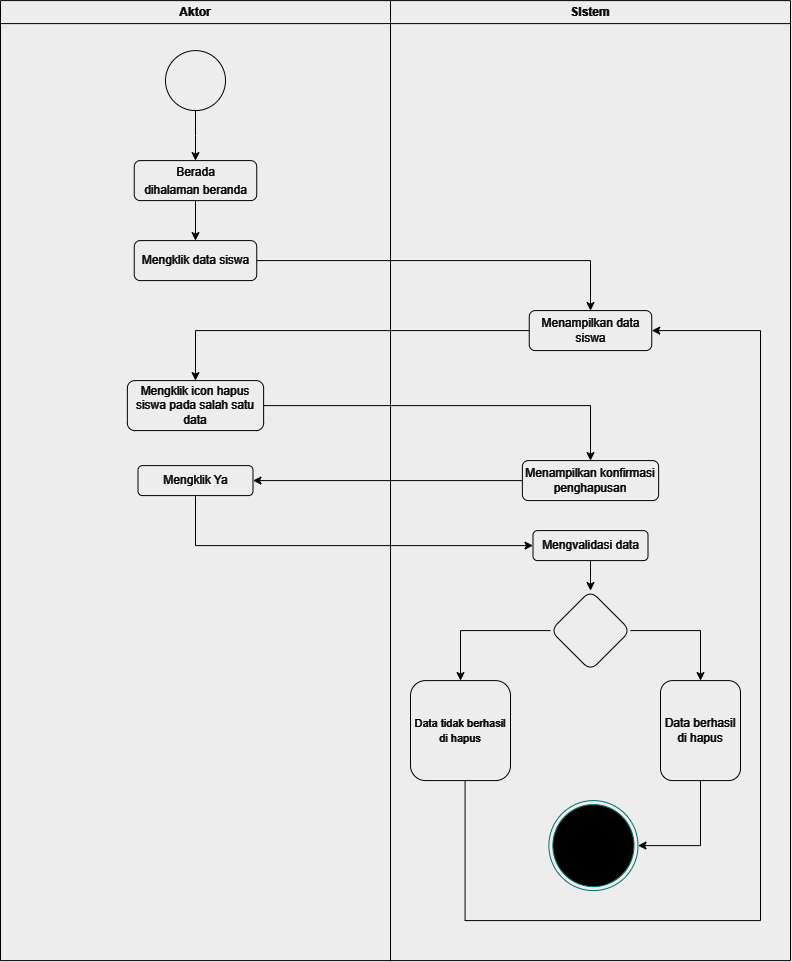 Aktor
Sistem
Berada
dihalaman beranda
Mengklik data siswa
Menampilkan data
siswa
Mengklik icon hapus
siswa pada salah satu
data
Menampilkan konfirmasi
penghapusan
Mengklik Ya
Mengvalidasi data
Data tidak berhasil
di hapus
Data berhasil
di hapus